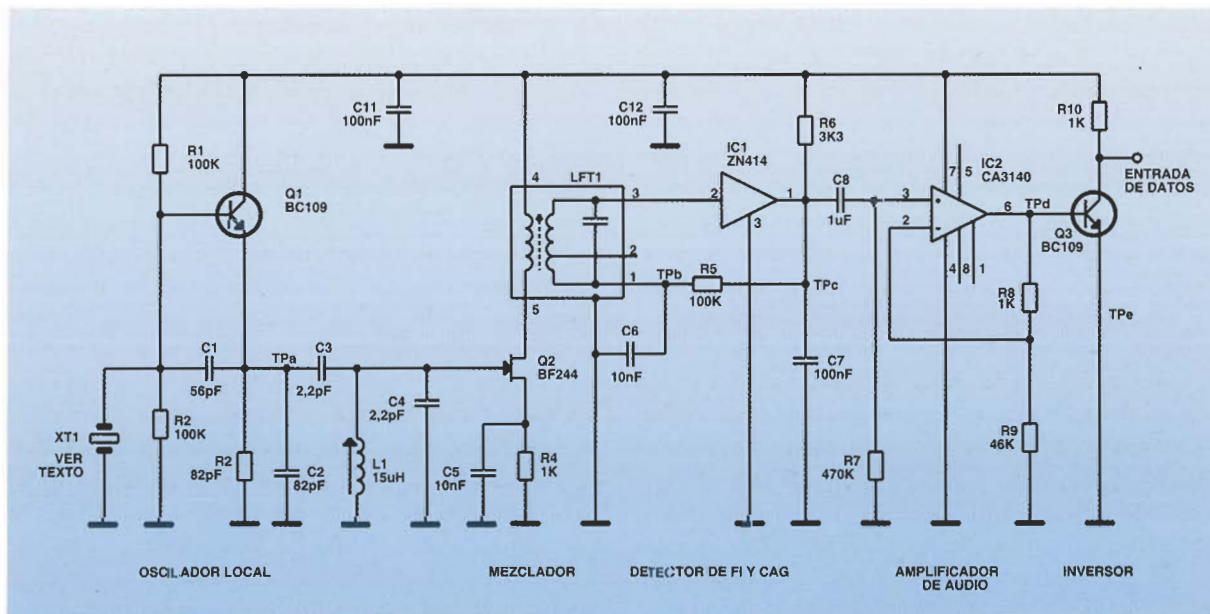 C11
100nF
C12
100nF
R10
1K
R6
3K3
IC1
ZN414
R1
100K
Q1
BC109
LFT1
4
3
2
1
5
2
1
3
C8
1uF
7
5
IC2
CA3140
3
2
6
4
8
1
TPd
Q3
BC109
ENTRADA
DE DATOS
TPb
R5
100K
TPc
R8
1K
TPe
C6
10nF
C7
100nF
C1
56pF
TPa
C3
2,2pF
Q2
BF244
C4
2,2pF
XT1
VER
TEXTO
R2
100K
R2
82pF
C2
82pF
L1
15uH
C5
10nF
R4
1K
R7
470K
R9
46K
OSCILADOR LOCAL
MEZCLADOR
DETECTOR DE FI Y CAG
AMPLIFICADOR
DE AUDIO
INVERSOR